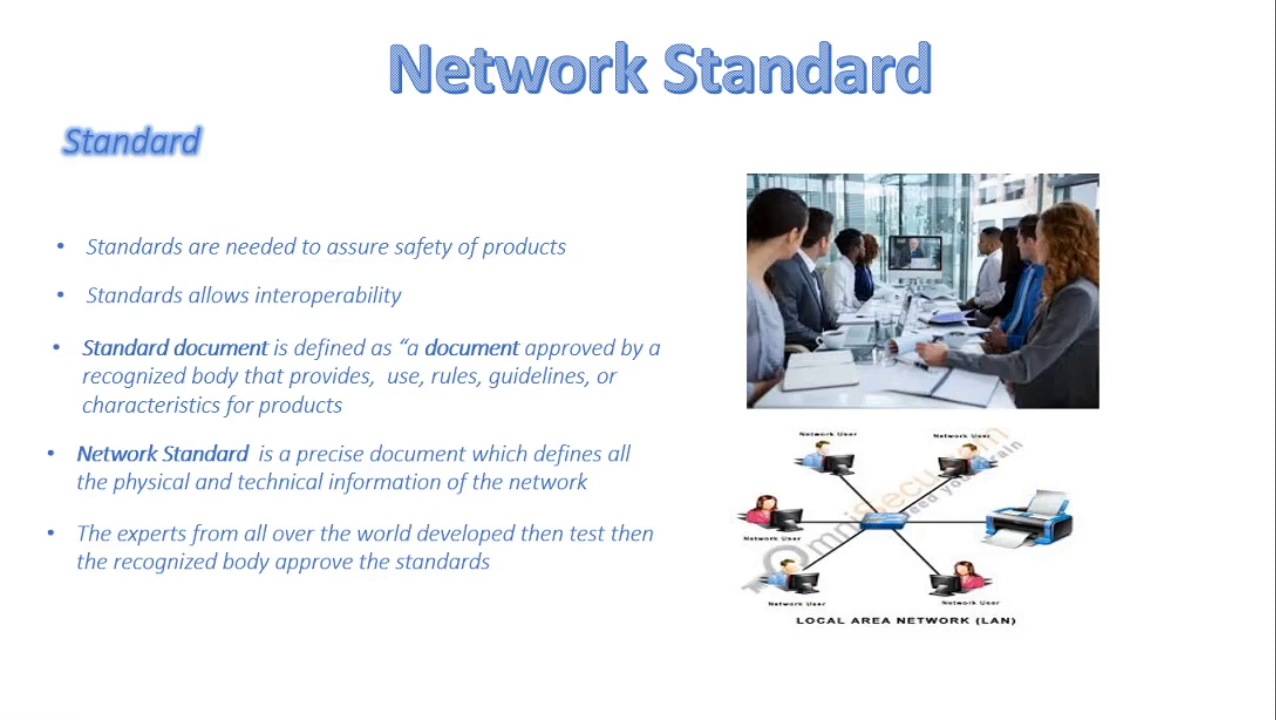 Network Standard
Standard
• Standards are needed to assure safety of products
• Standards allows interoperability
• Standard document is defined as “a document approved by a
recognized body that provides,  use, rules, guidelines, or
characteristics for products
• Network Standard  is a precise document which defines all
the physical and technical information of the network
• The experts from all over the world developed then test then
the recognized body approve the standards
Network User
Network User
Network User
Network User
Network User
LOCAL AREA NETWORK (LAN)